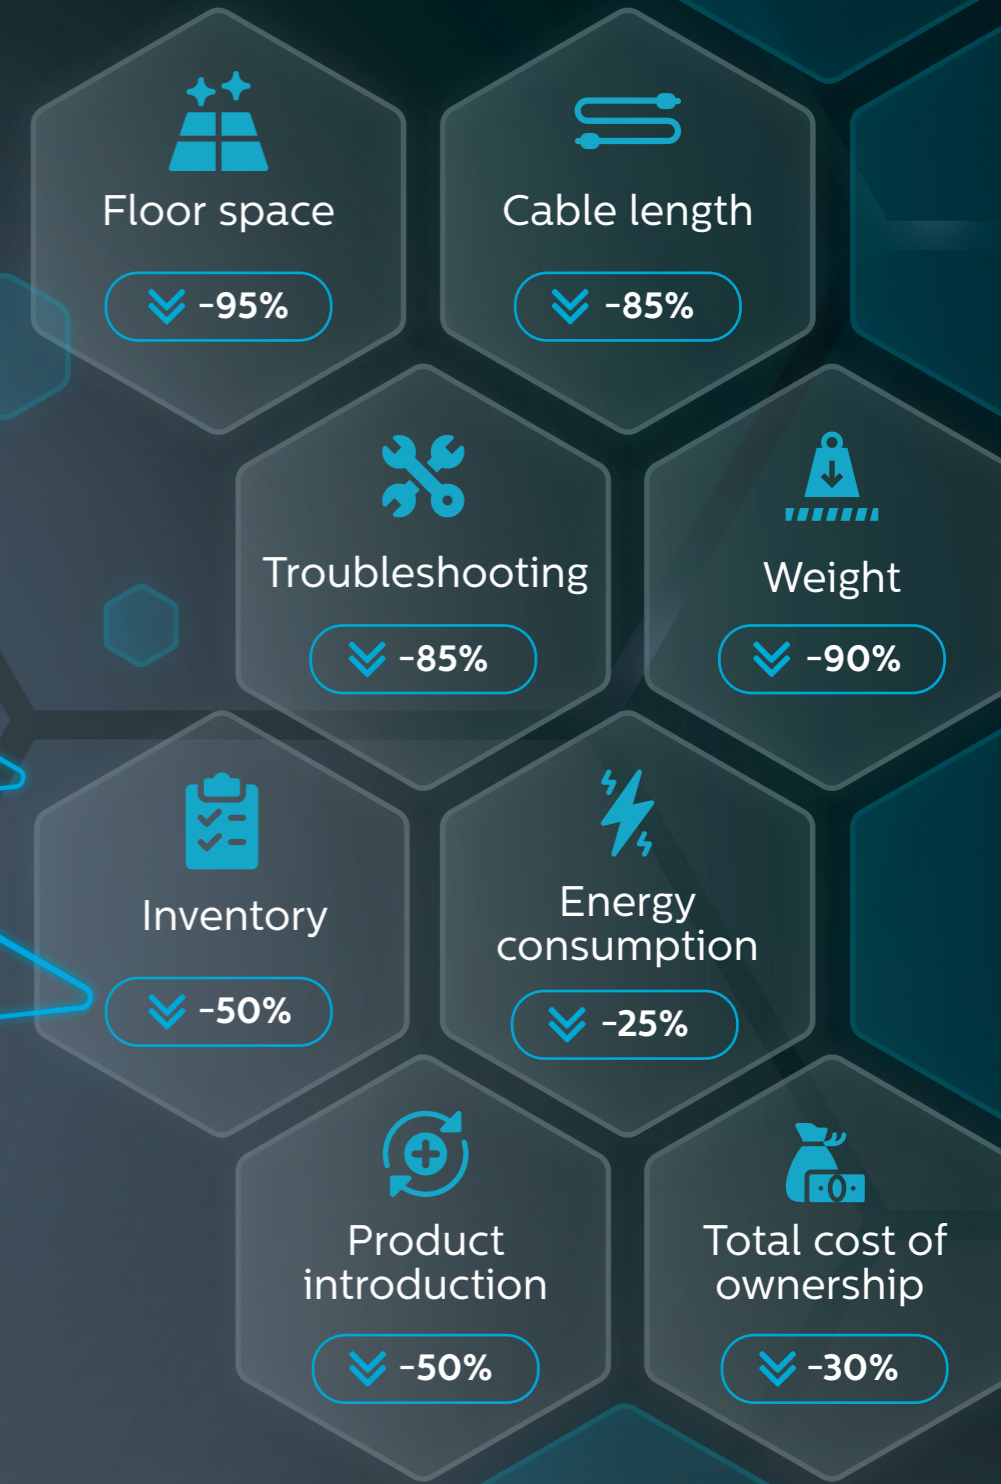 Floor space
-95%
Cable length
-85%
Troubleshooting
-85%
Weight
-90%
Inventory
-50%
Energy
consumption
-25%
Product
introduction
-50%
Total cost of
ownership
-30%